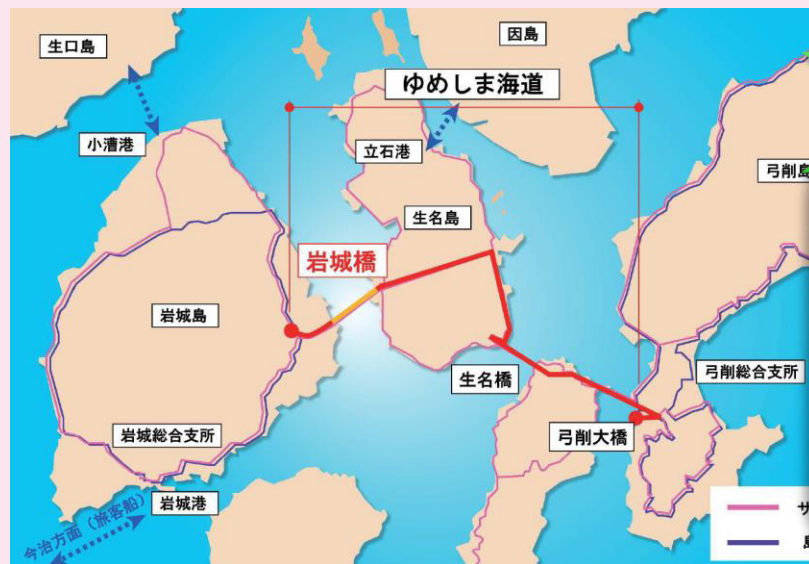 生口島
因島
ゆめしま海道
小漕港
立石港
弓削島
生名島
岩城橋
岩城島
生名橋
弓削総合支所
岩城総合支所
弓削大橋
岩城港
今治方面（旅客船）
サ
島